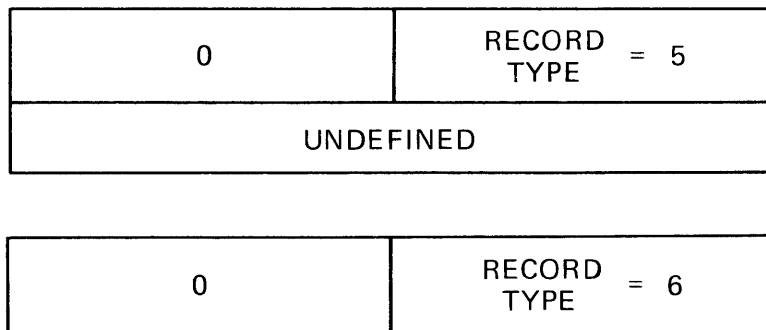 0 RECORD TYPE = 5
UNDEFINED
0 RECORD TYPE = 6